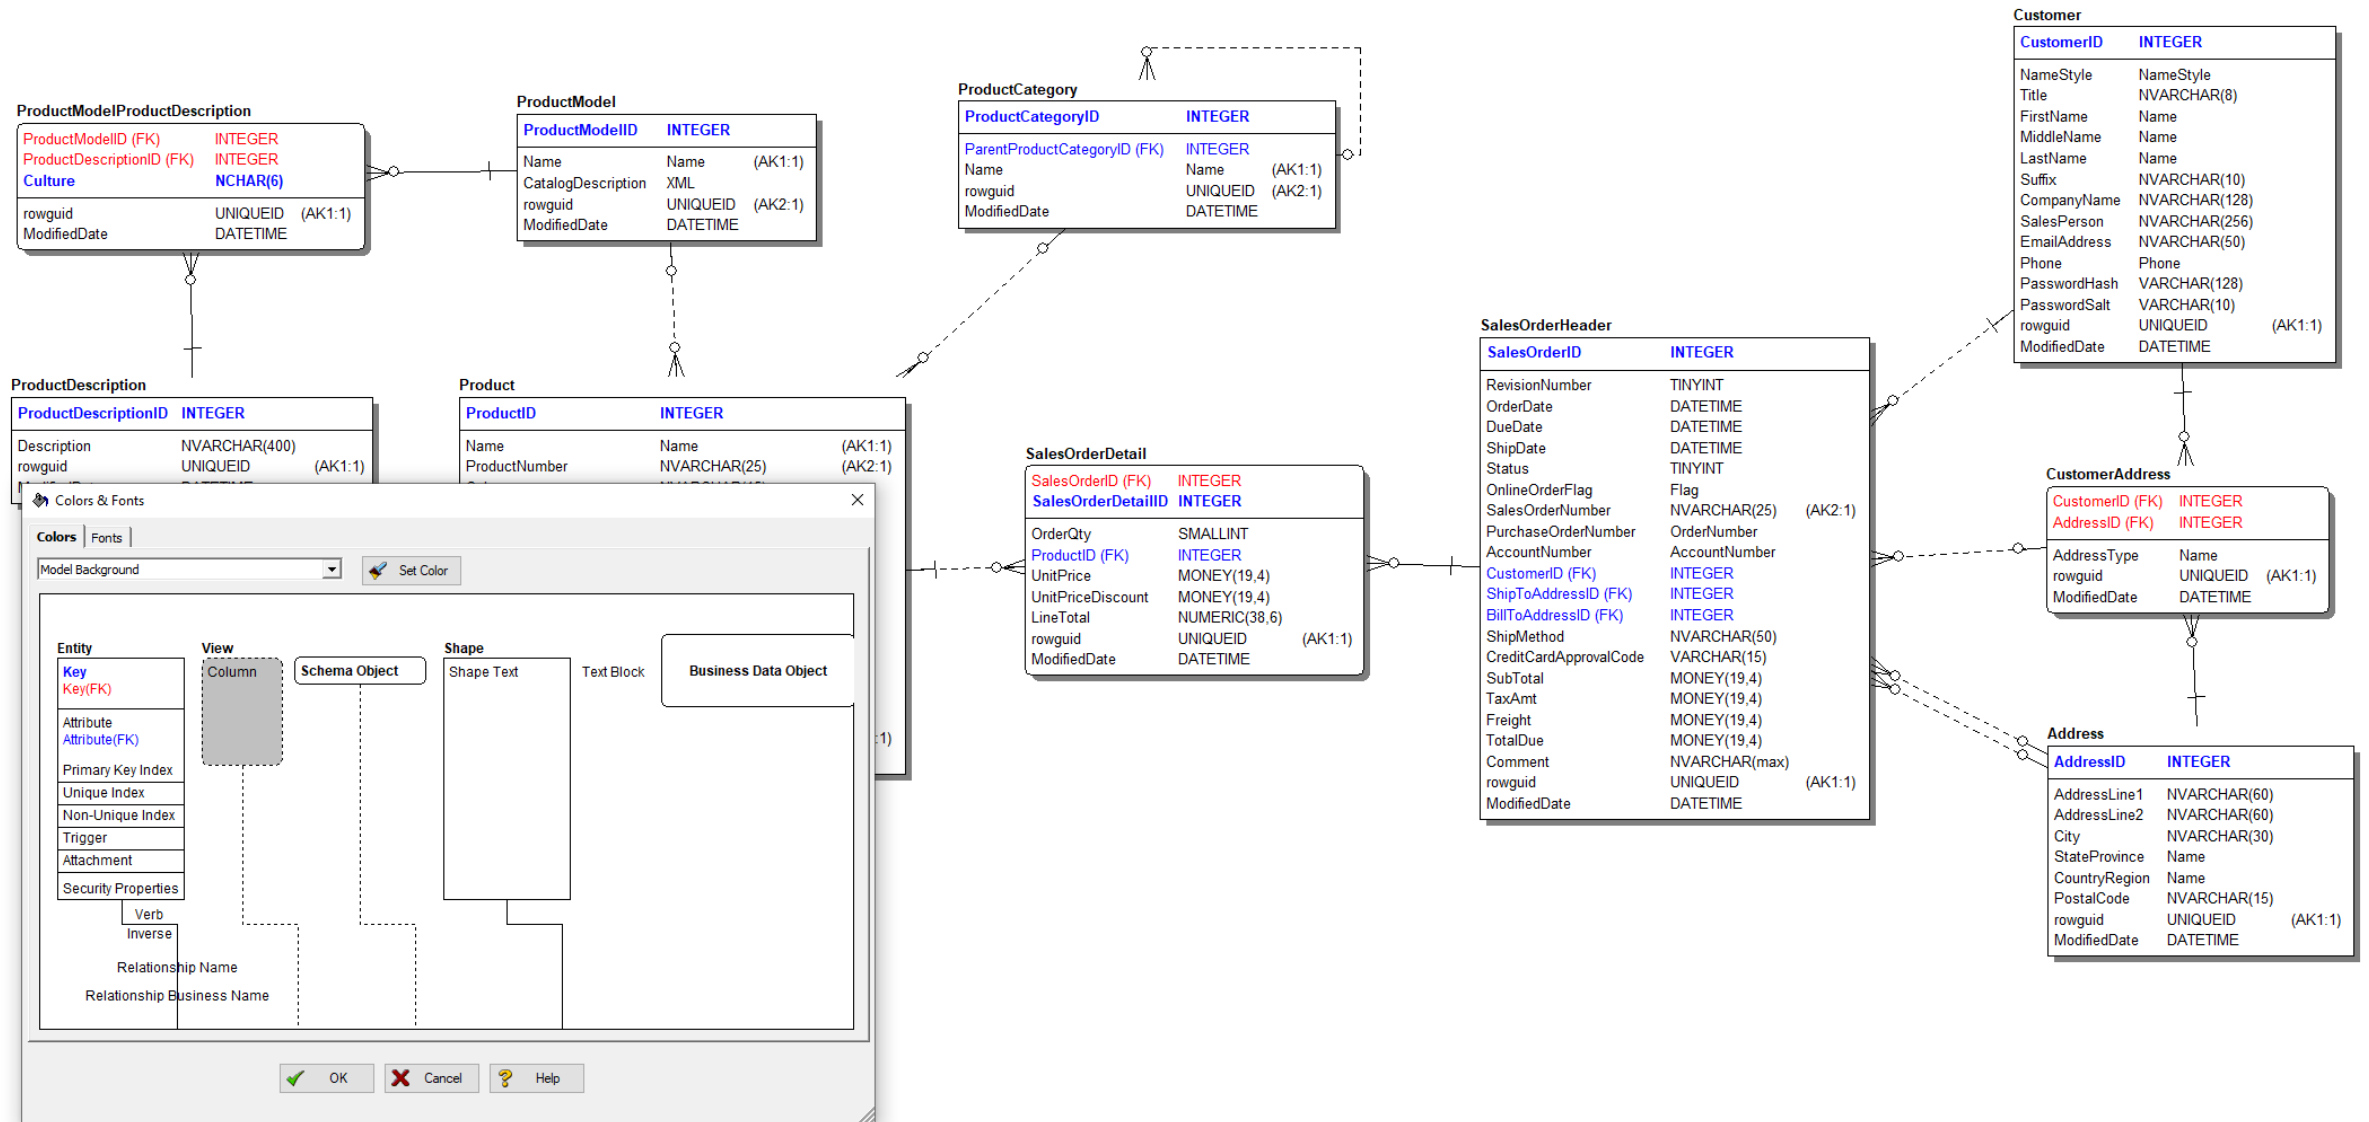 ProductModelProductDescription
ProductModelID (FK) INTEGER
ProductDescriptionID (FK) INTEGER
Culture NCHAR(6)
rowguid UNIQUEID (AK1:1)
ModifiedDate DATETIME
ProductModel
ProductModelID INTEGER
Name Name (AK1:1)
CatalogDescription XML
rowguid UNIQUEID (AK2:1)
ModifiedDate DATETIME
ProductCategory
ProductCategoryID INTEGER
ParentProductCategoryID (FK) INTEGER
Name Name (AK1:1)
rowguid UNIQUEID (AK2:1)
ModifiedDate DATETIME
Customer
CustomerID INTEGER
NameStyle NameStyle
Title NVARCHAR(8)
FirstName Name
MiddleName Name
LastName Name
Suffix NVARCHAR(10)
CompanyName NVARCHAR(128)
SalesPerson NVARCHAR(256)
EmailAddress NVARCHAR(50)
Phone Phone
PasswordHash VARCHAR(128)
PasswordSalt VARCHAR(10)
rowguid UNIQUEID (AK1:1)
ModifiedDate DATETIME
ProductDescription
ProductDescriptionID INTEGER
Description NVARCHAR(400)
rowguid UNIQUEID (AK1:1)
Product
ProductID INTEGER
Name Name (AK1:1)
ProductNumber NVARCHAR(25) (AK2:1)
:1)
SalesOrderDetail
SalesOrderID (FK) INTEGER
SalesOrderDetailID INTEGER
OrderQty SMALLINT
ProductID (FK) INTEGER
UnitPrice MONEY(19,4)
UnitPriceDiscount MONEY(19,4)
LineTotal NUMERIC(38,6)
rowguid UNIQUEID (AK1:1)
ModifiedDate DATETIME
SalesOrderHeader
SalesOrderID INTEGER
RevisionNumber TINYINT
OrderDate DATETIME
DueDate DATETIME
ShipDate DATETIME
Status TINYINT
OnlineOrderFlag Flag
SalesOrderNumber NVARCHAR(25) (AK2:1)
PurchaseOrderNumber OrderNumber
AccountNumber AccountNumber
CustomerID (FK) INTEGER
ShipToAddressID (FK) INTEGER
BillToAddressID (FK) INTEGER
ShipMethod NVARCHAR(50)
CreditCardApprovalCode VARCHAR(15)
SubTotal MONEY(19,4)
TaxAmt MONEY(19,4)
Freight MONEY(19,4)
TotalDue MONEY(19,4)
Comment NVARCHAR(max)
rowguid UNIQUEID (AK1:1)
ModifiedDate DATETIME
CustomerAddress
CustomerID (FK) INTEGER
AddressID (FK) INTEGER
AddressType Name
rowguid UNIQUEID (AK1:1)
ModifiedDate DATETIME
Address
AddressID INTEGER
AddressLine1 NVARCHAR(60)
AddressLine2 NVARCHAR(60)
City NVARCHAR(30)
StateProvince Name
CountryRegion Name
PostalCode NVARCHAR(15)
rowguid UNIQUEID (AK1:1)
ModifiedDate DATETIME
Colors & Fonts
Colors Fonts
Model Background Set Color
Entity
Key
Key(FK)
Attribute
Attribute(FK)
Primary Key Index
Unique Index
Non-Unique Index
Trigger
Attachment
Security Properties
Verb
Inverse
Relationship Name
Relationship Business Name
View
Column
Schema Object
Shape
Shape Text
Text Block
Business Data Object
OK Cancel Help